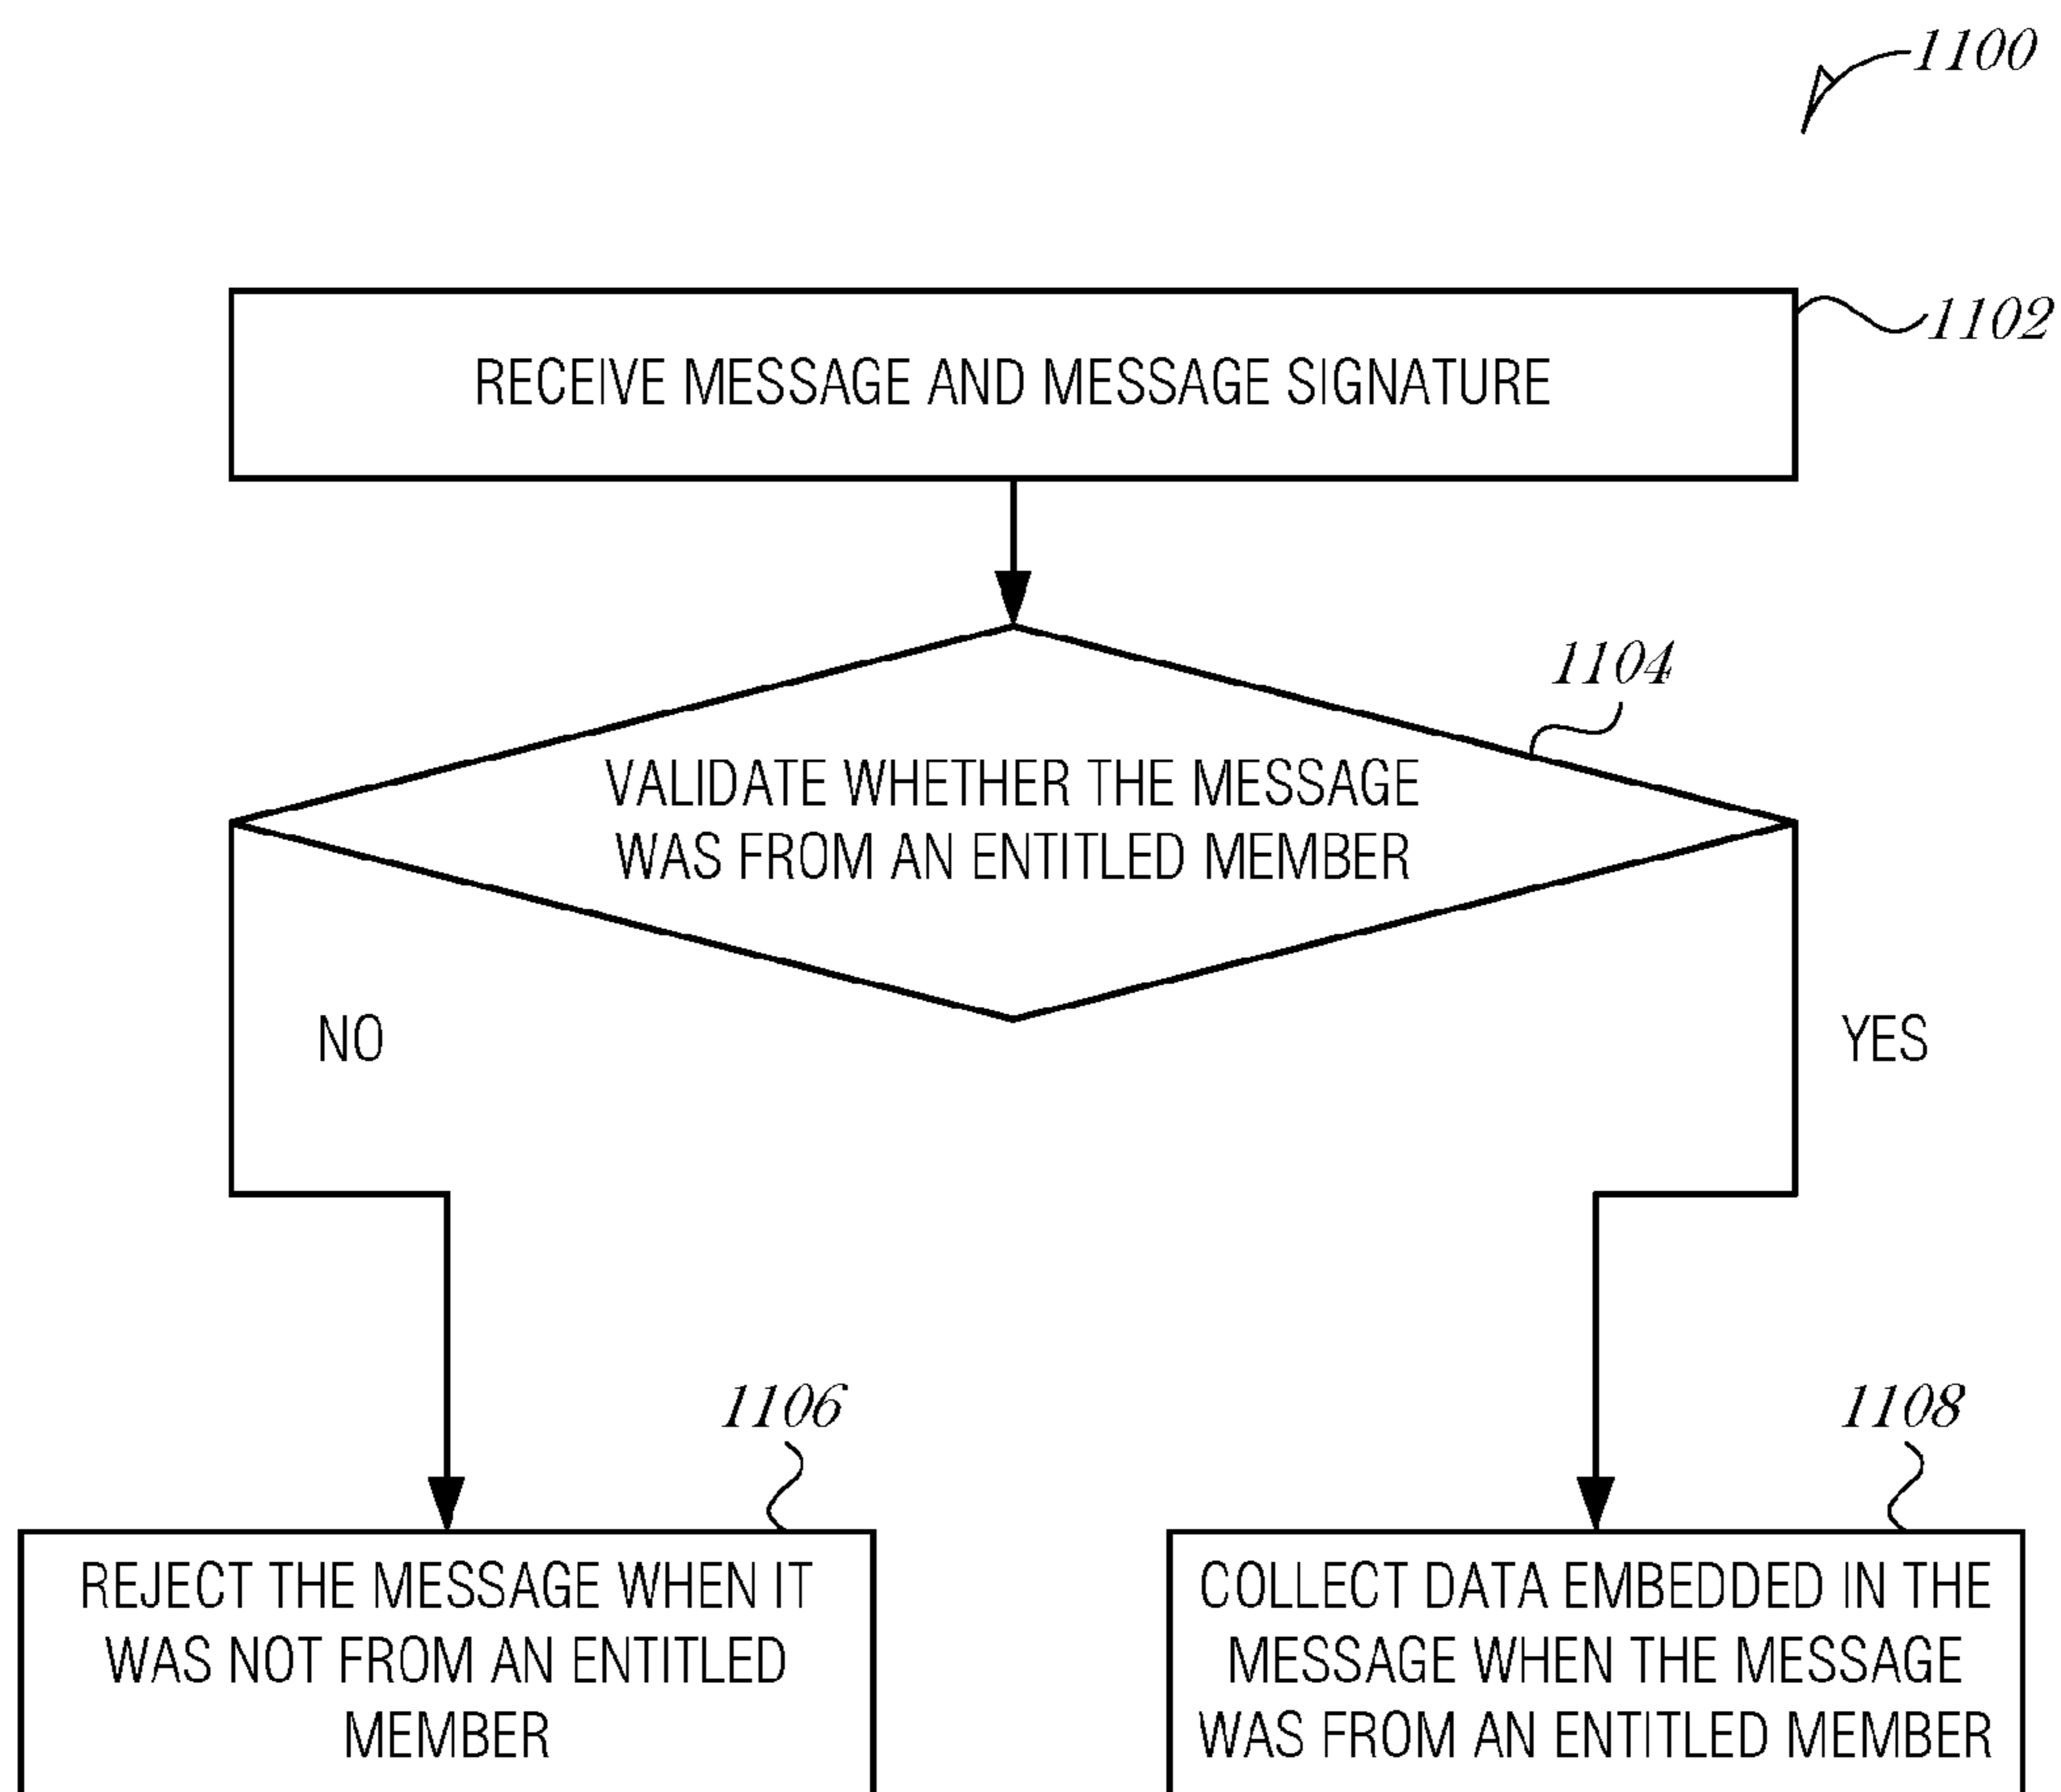 1100
1102
RECEIVE MESSAGE AND MESSAGE SIGNATURE
1104
VALIDATE WHETHER THE MESSAGE
WAS FROM AN ENTITLED MEMBER
NO
YES
1106
1108
REJECT THE MESSAGE WHEN IT
WAS NOT FROM AN ENTITLED
MEMBER
COLLECT DATA EMBEDDED IN THE
MESSAGE WHEN THE MESSAGE
WAS FROM AN ENTITLED MEMBER